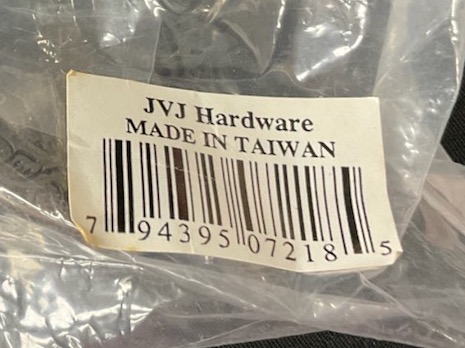 JVJ Hardware
MADE IN TAIWAN
7 94395 07218 5